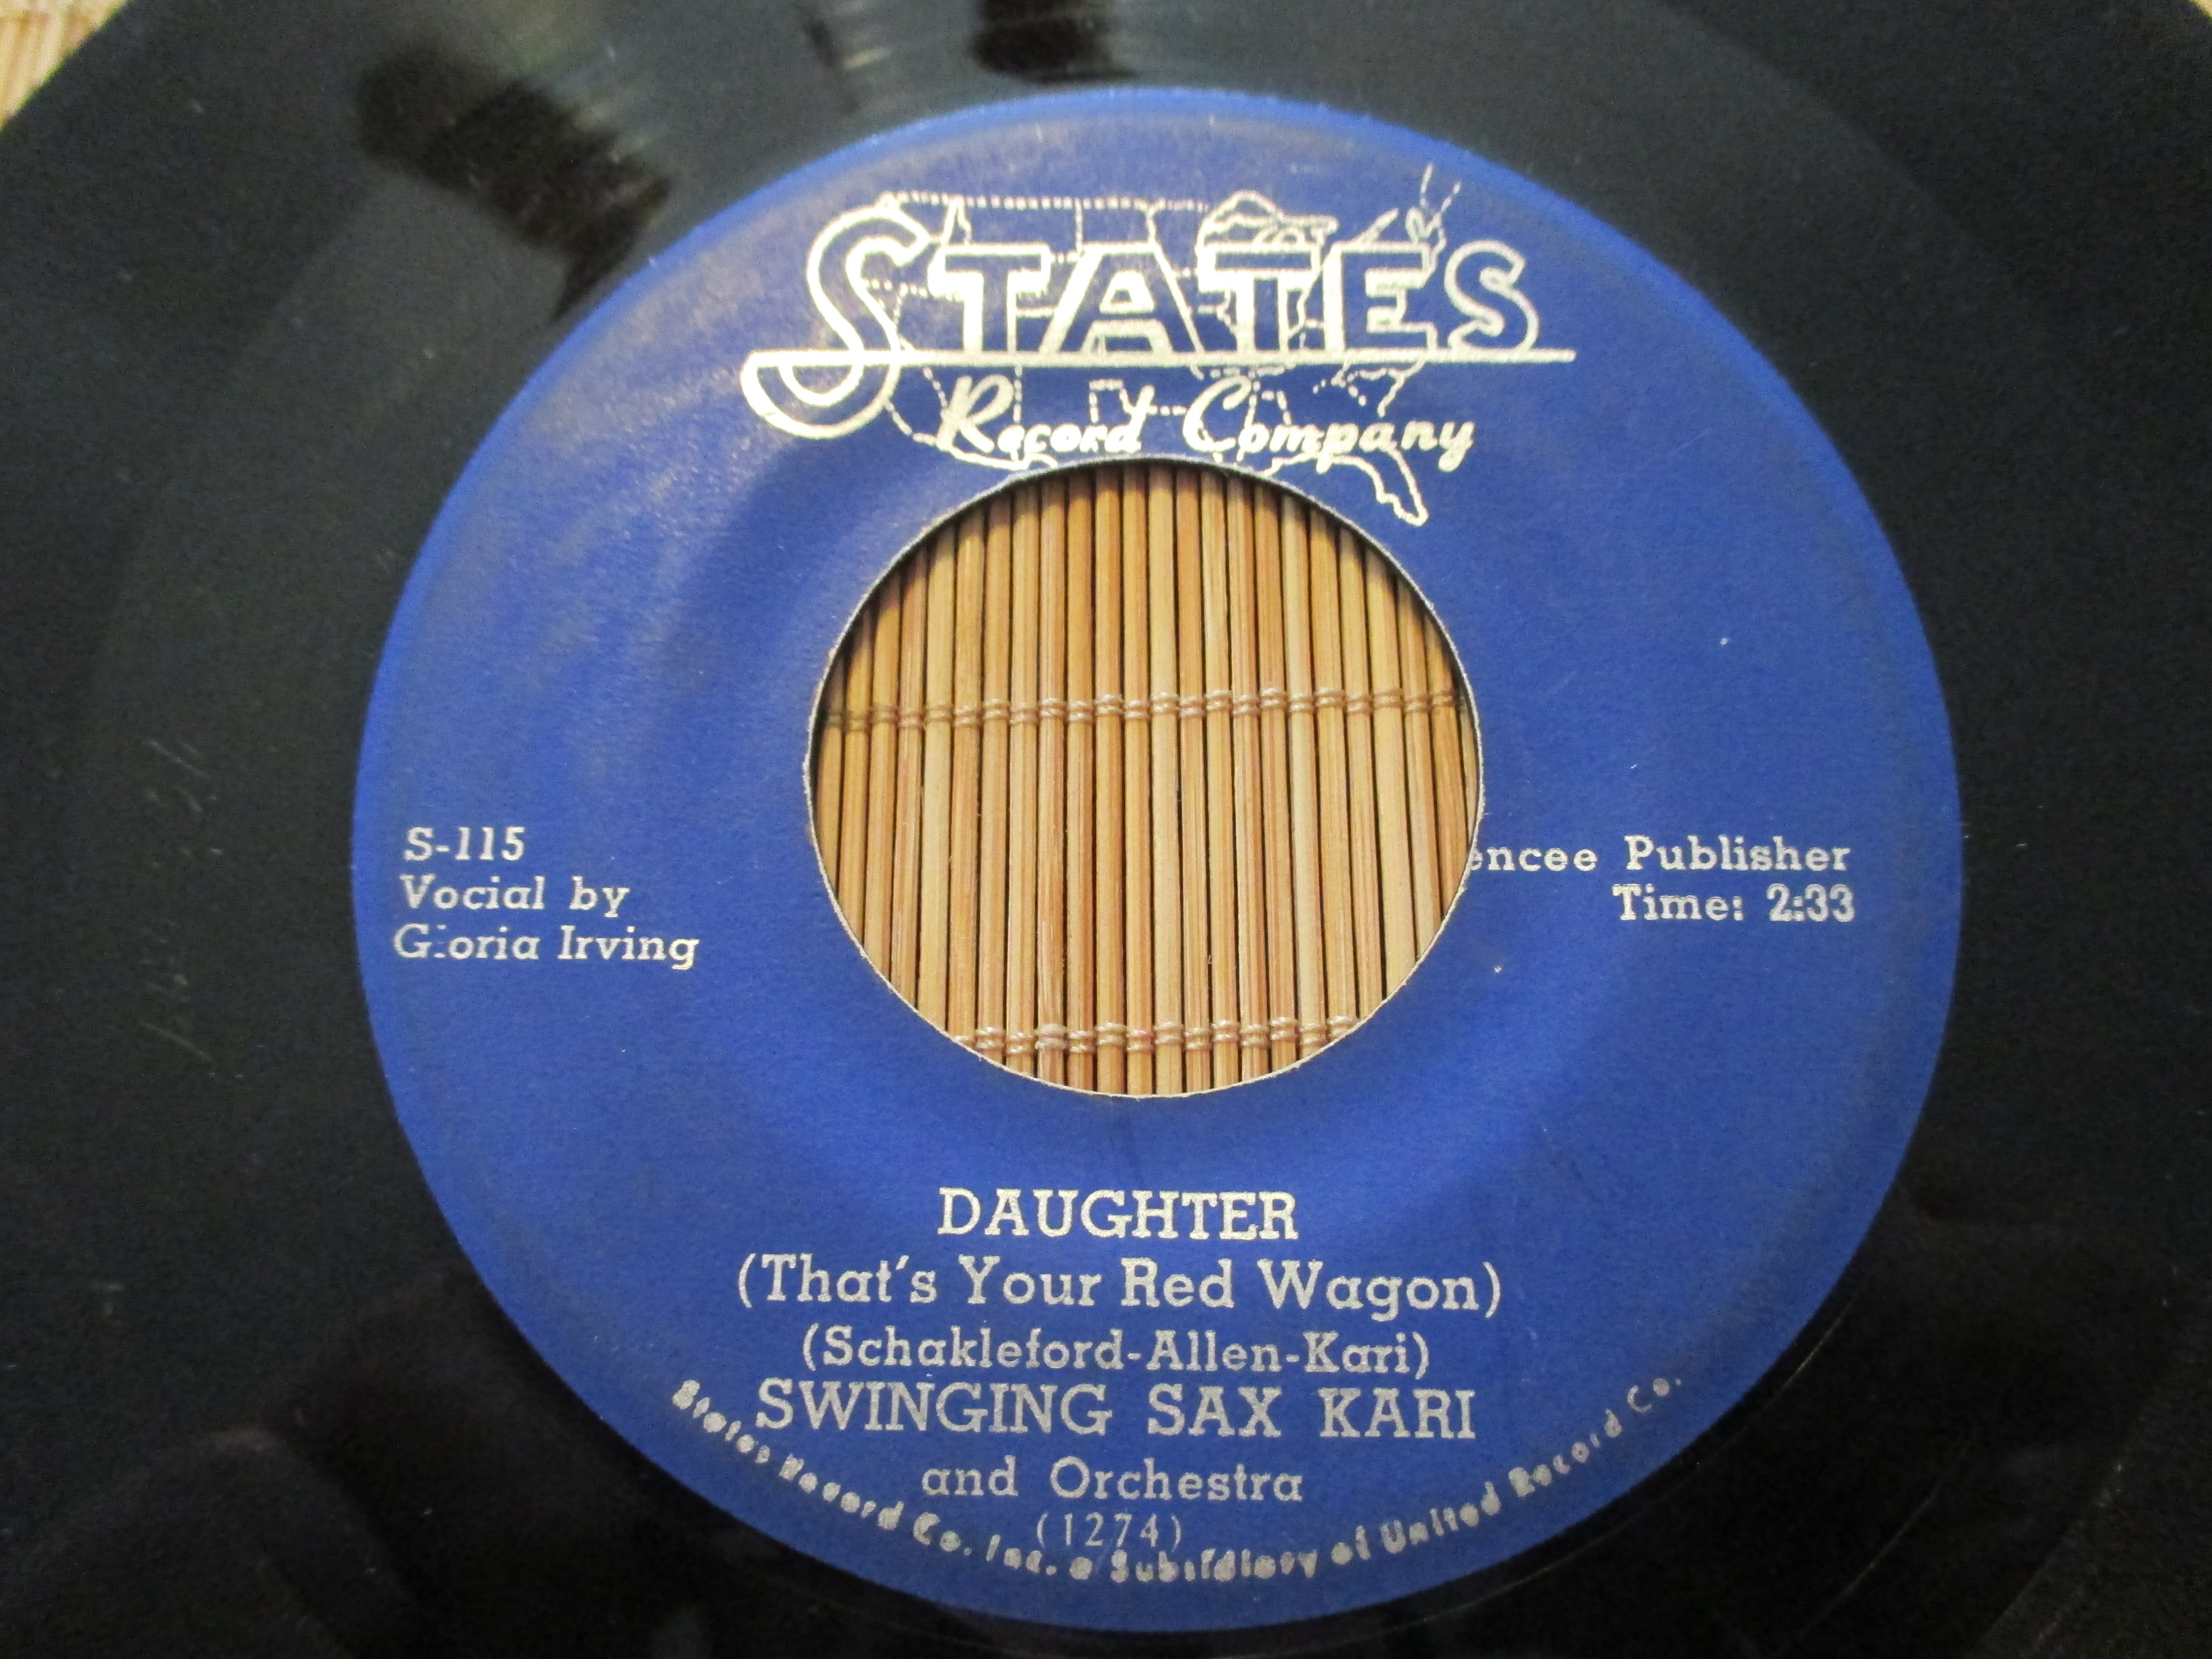 STATES
Record Company
S-115
Vocial by
Gloria Irving
encee Publisher
Time: 2:33
DAUGHTER
(That's Your Red Wagon)
(Schakleford-Allen-Kari)
SWINGING SAX KARI
and Orchestra
(1274)
States Record Co. Inc. • Subsidiary of United Record Co.